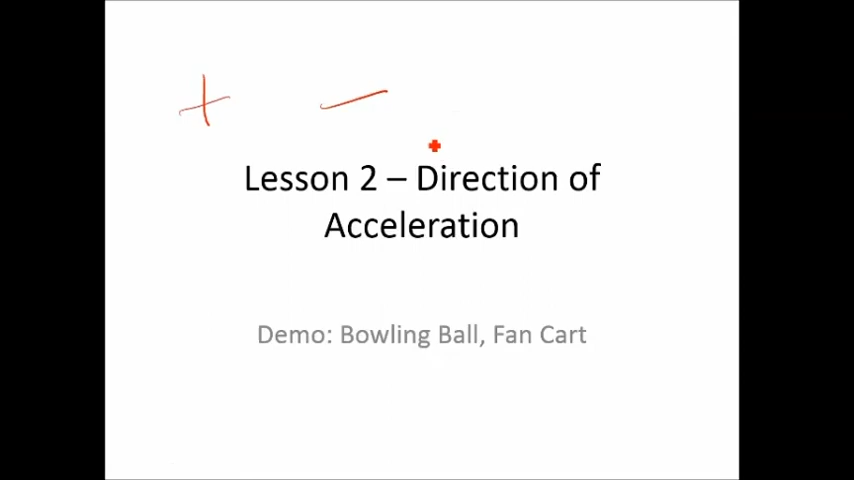 + −
Lesson 2 – Direction of
Acceleration
Demo: Bowling Ball, Fan Cart